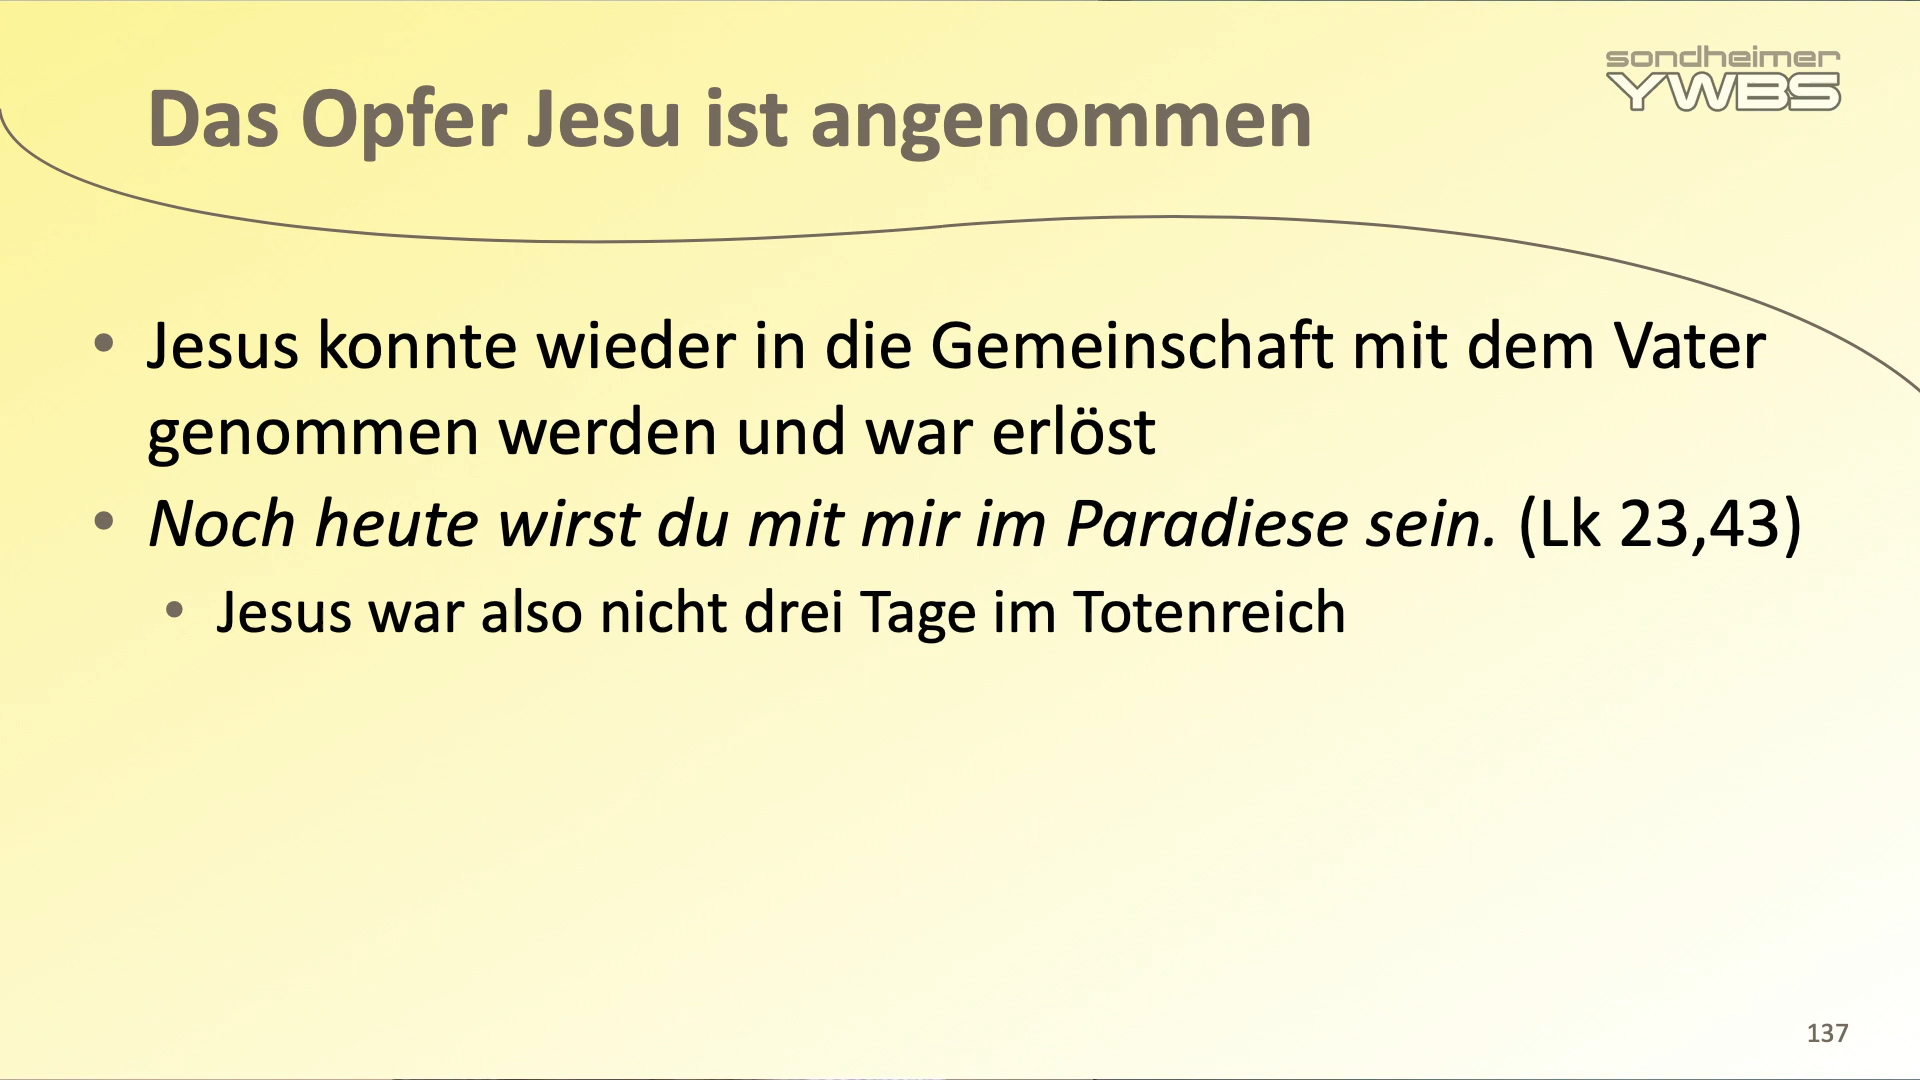 sondheimer
YWBS
Das Opfer Jesu ist angenommen
• Jesus konnte wieder in die Gemeinschaft mit dem Vater
genommen werden und war erlöst
• Noch heute wirst du mit mir im Paradiese sein. (Lk 23,43)
• Jesus war also nicht drei Tage im Totenreich
137